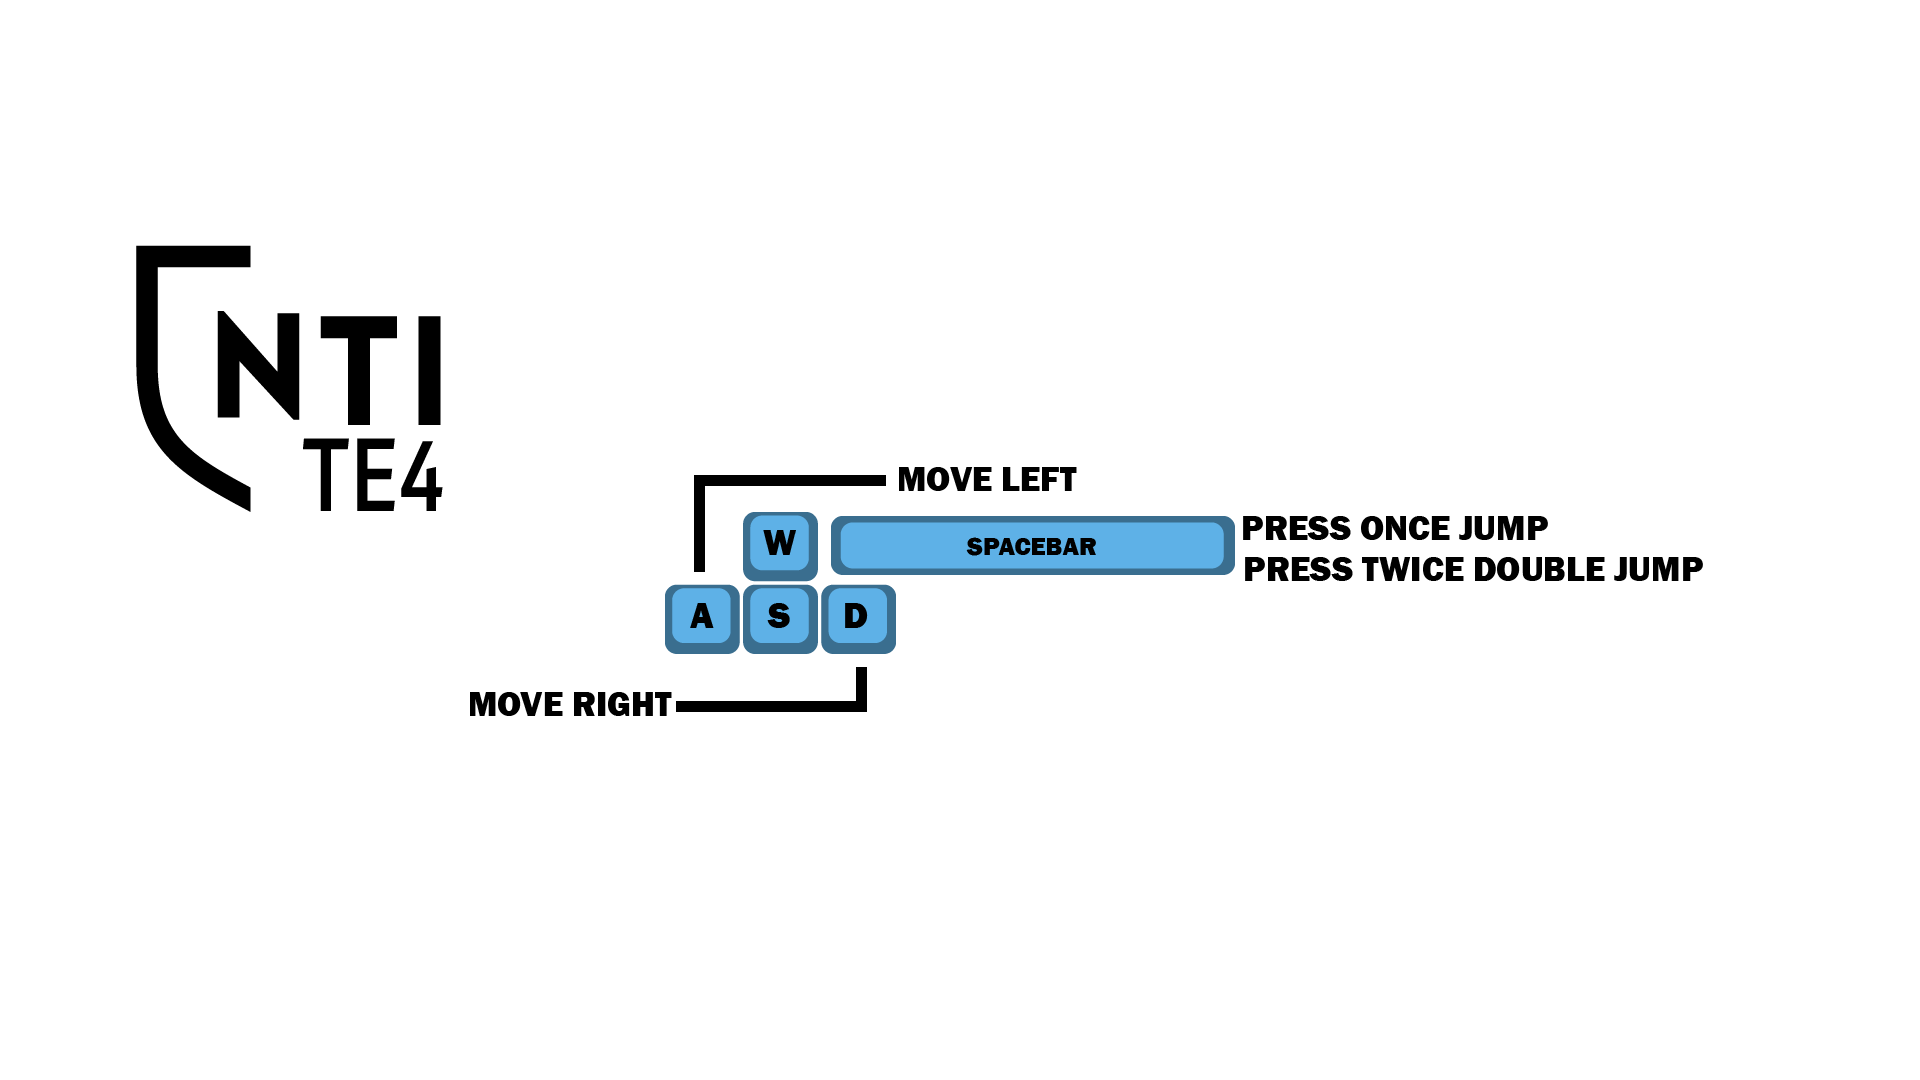 NTI
TE4
MOVE LEFT
W
SPACEBAR
PRESS ONCE JUMP
PRESS TWICE DOUBLE JUMP
A S D
MOVE RIGHT